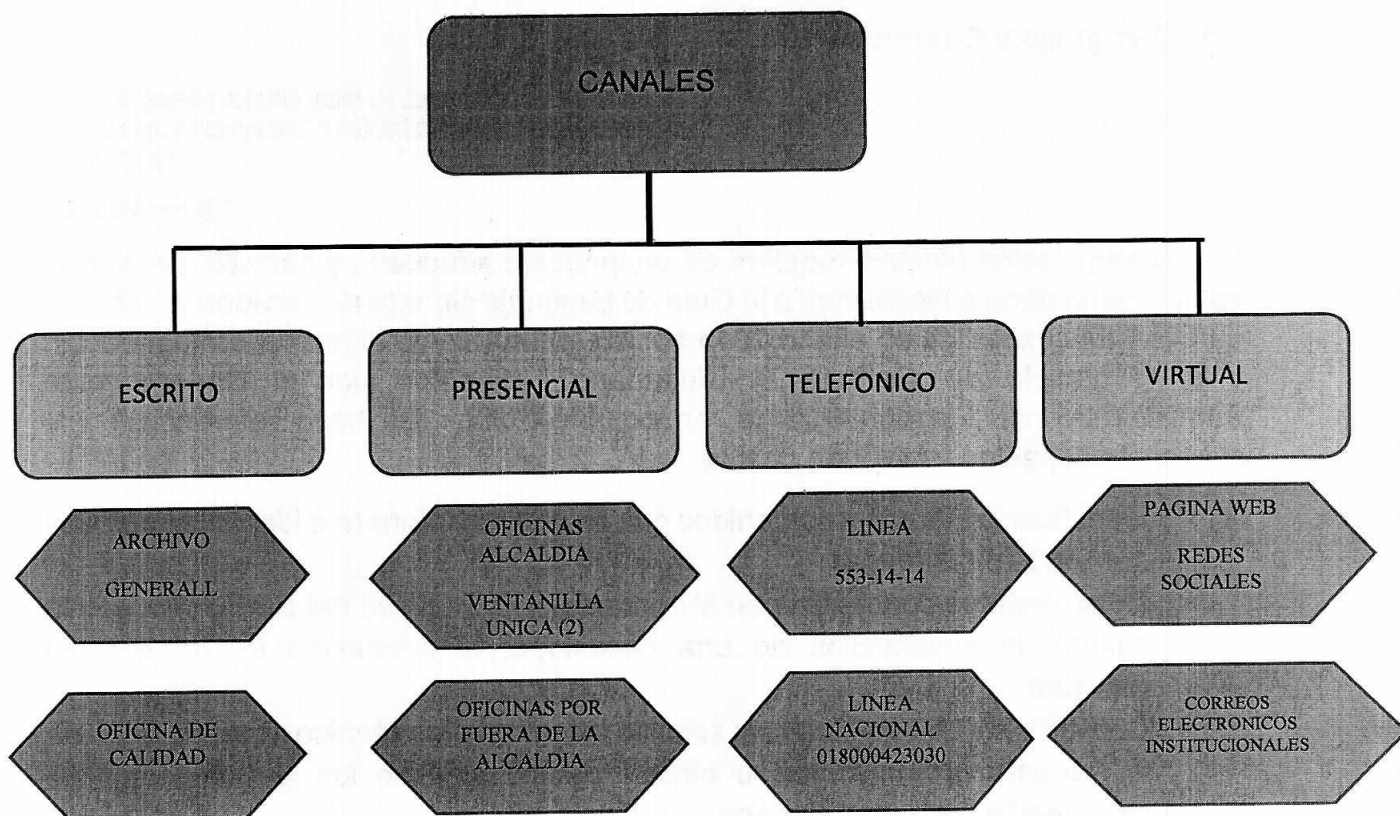 CANALES
ESCRITO
PRESENCIAL
TELEFONICO
VIRTUAL
ARCHIVO
GENERALL
OFICINAS
ALCALDIA
VENTANILLA
UNICA (2)
LINEA
553-14-14
PAGINA WEB
REDES
SOCIALES
OFICINA DE
CALIDAD
OFICINAS POR
FUERA DE LA
ALCALDIA
LINEA
NACIONAL
018000423030
CORREOS
ELECTRONICOS
INSTITUCIONALES